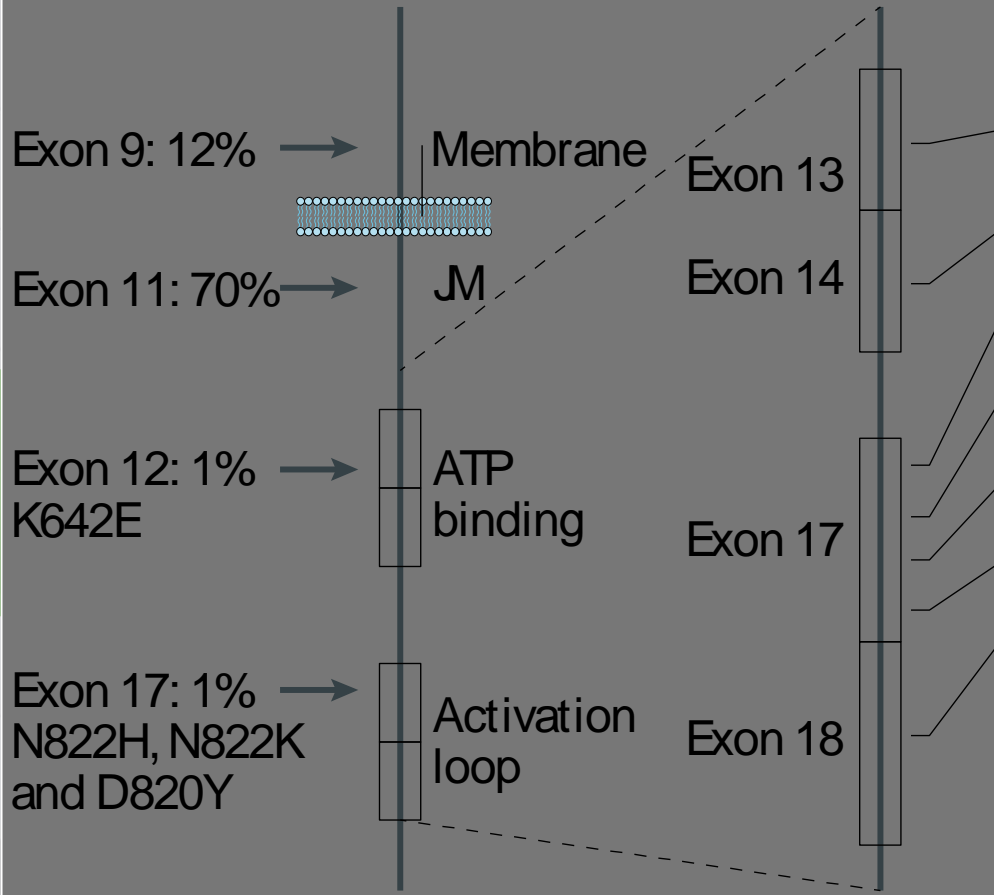 Exon 9: 12%
Membrane
Exon 11: 70%
JM
Exon 12: 1%
K642E
ATP
binding
Exon 17: 1%
N822H, N822K
and D820Y
Activation
loop
Exon 13
Exon 14
Exon 17
Exon 18